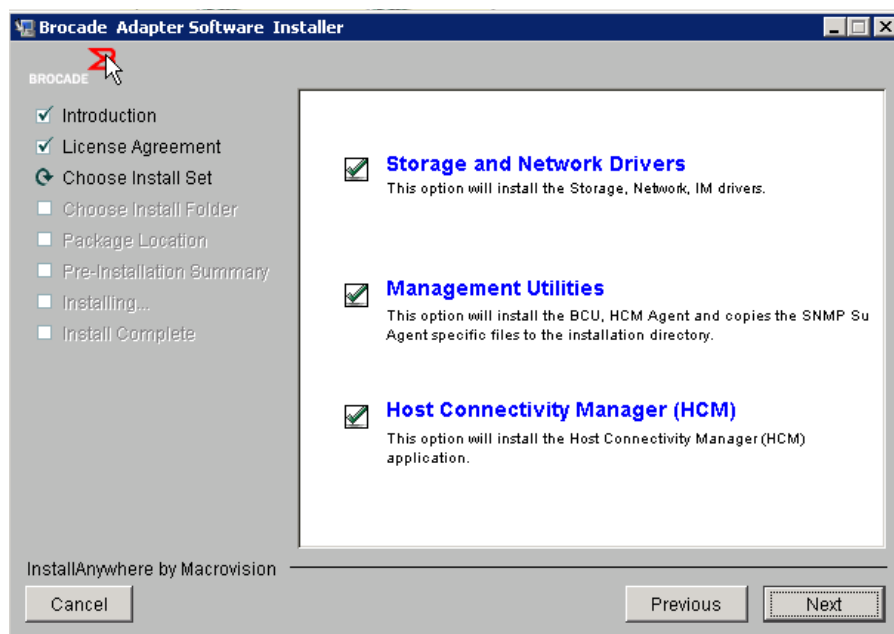 Brocade Adapter Software Installer
BROCADE
Introduction
License Agreement
Choose Install Set
Choose Install Folder
Package Location
Pre-Installation Summary
Installing...
Install Complete
Storage and Network Drivers
This option will install the Storage, Network, IM drivers.
Management Utilities
This option will install the BCU, HCM Agent and copies the SNMP Su
Agent specific files to the installation directory.
Host Connectivity Manager (HCM)
This option will install the Host Connectivity Manager (HCM)
application.
InstallAnywhere by Macrovision
Cancel
Previous
Next